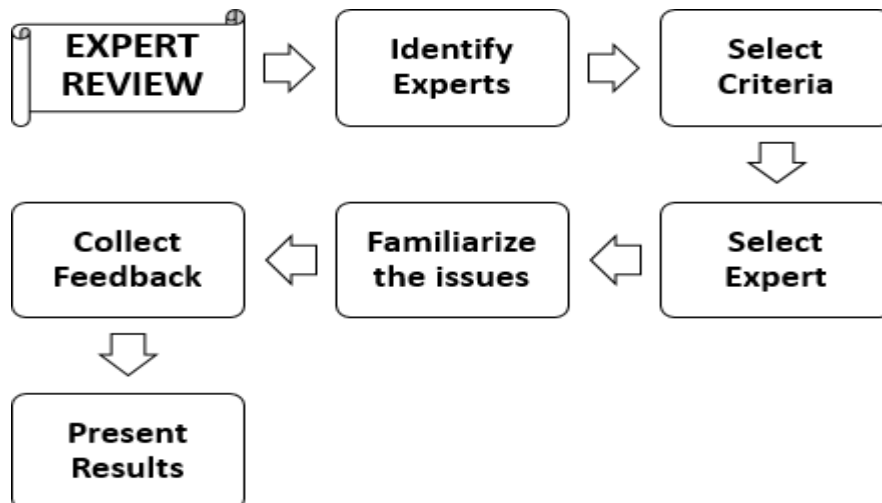 EXPERT
REVIEW
Identify
Experts
Select
Criteria
Select
Expert
Familiarize
the issues
Collect
Feedback
Present
Results